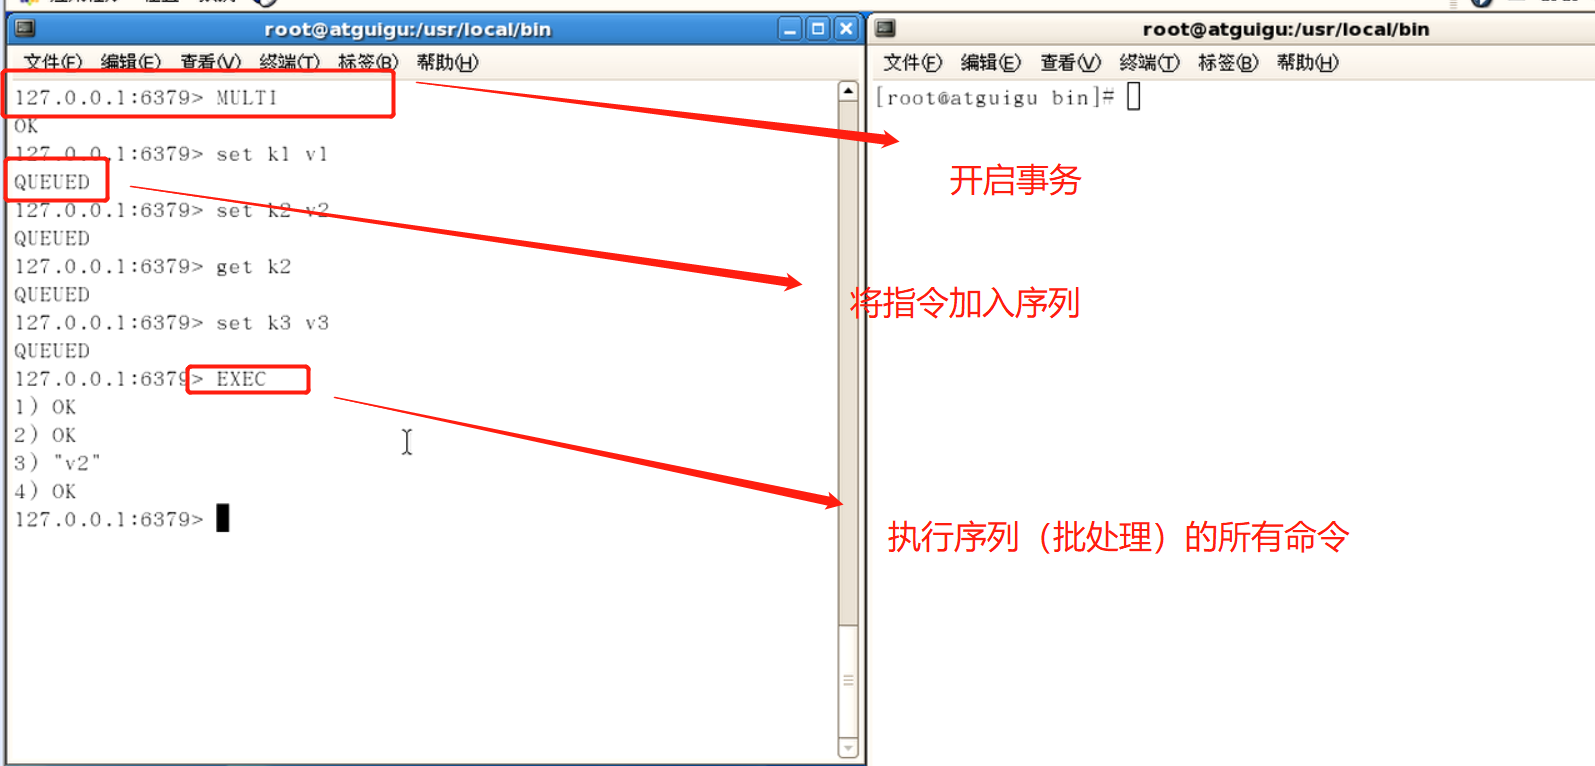 root@atguigu:/usr/local/bin
文件(F) 编辑(E) 查看(V) 终端(T) 标签(B) 帮助(H)
127.0.0.1:6379> MULTI
OK
127.0.0.1:6379> set k1 v1
QUEUED
127.0.0.1:6379> set k2 v2
QUEUED
127.0.0.1:6379> get k2
QUEUED
127.0.0.1:6379> set k3 v3
QUEUED
127.0.0.1:6379> EXEC
1) OK
2) OK
3) "v2"
4) OK
127.0.0.1:6379>
root@atguigu:/usr/local/bin
文件(F) 编辑(E) 查看(V) 终端(T) 标签(B) 帮助(H)
[root@atguigu bin]#
开启事务
将指令加入序列
执行序列（批处理）的所有命令